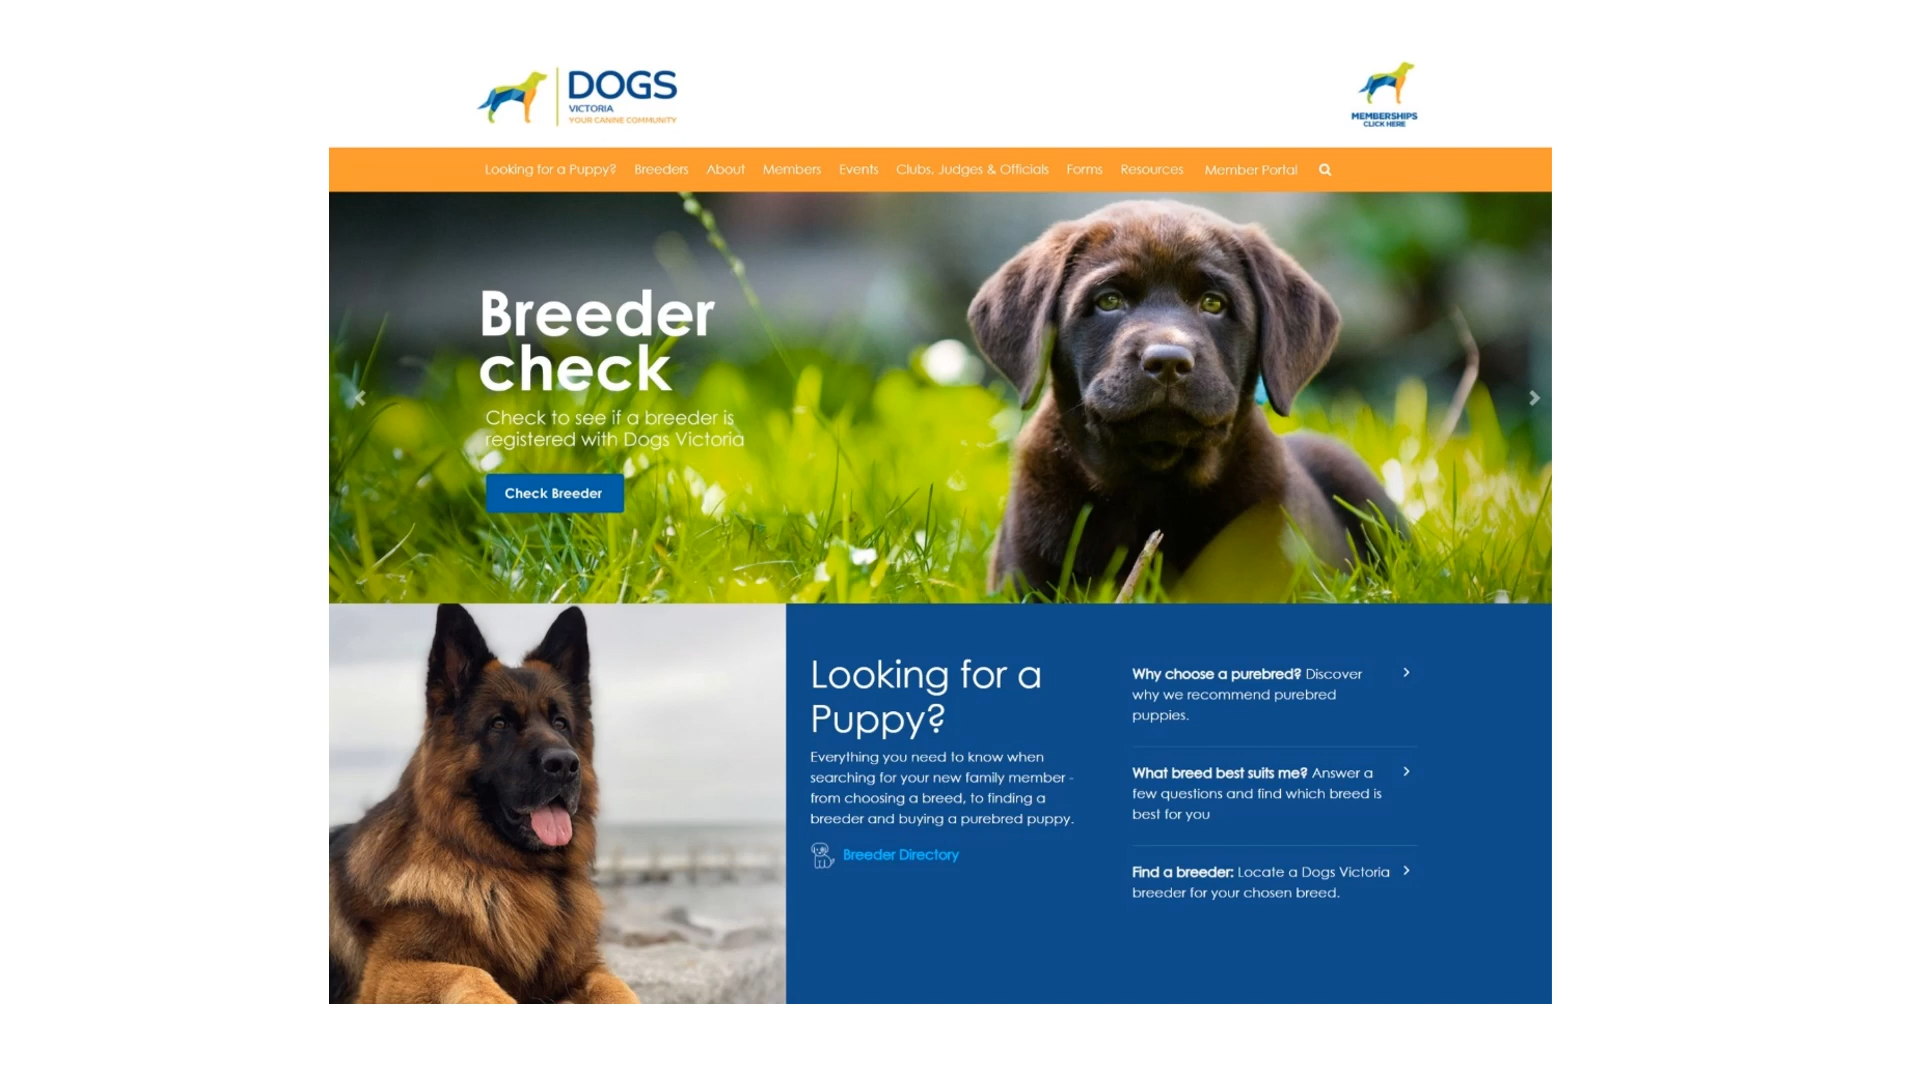 DOGS
VICTORIA
YOUR CANINE COMMUNITY
MEMBERSHIPS
CLICK HERE
Looking for a Puppy? Breeders About Members Events Clubs, Judges & Officials Forms Resources Member Portal
Breeder
check
Check to see if a breeder is
registered with Dogs Victoria
Check Breeder
Looking for a
Puppy?
Everything you need to know when
searching for your new family member -
from choosing a breed, to finding a
breeder and buying a purebred puppy.
Breeder Directory
Why choose a purebred? Discover
why we recommend purebred
puppies.
What breed best suits me? Answer a
few questions and find which breed is
best for you
Find a breeder: Locate a Dogs Victoria
breeder for your chosen breed.